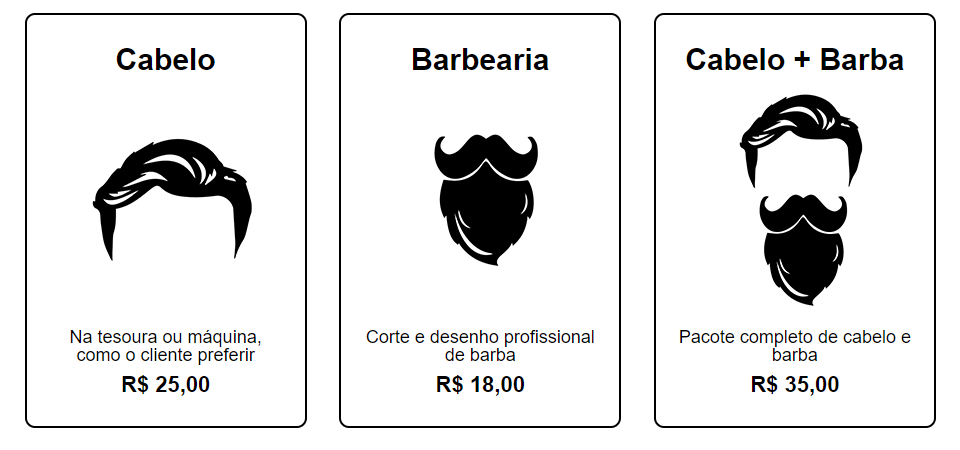 Cabelo
Na tesoura ou máquina,
como o cliente preferir
R$ 25,00
Barbearia
Corte e desenho profissional
de barba
R$ 18,00
Cabelo + Barba
Pacote completo de cabelo e
barba
R$ 35,00